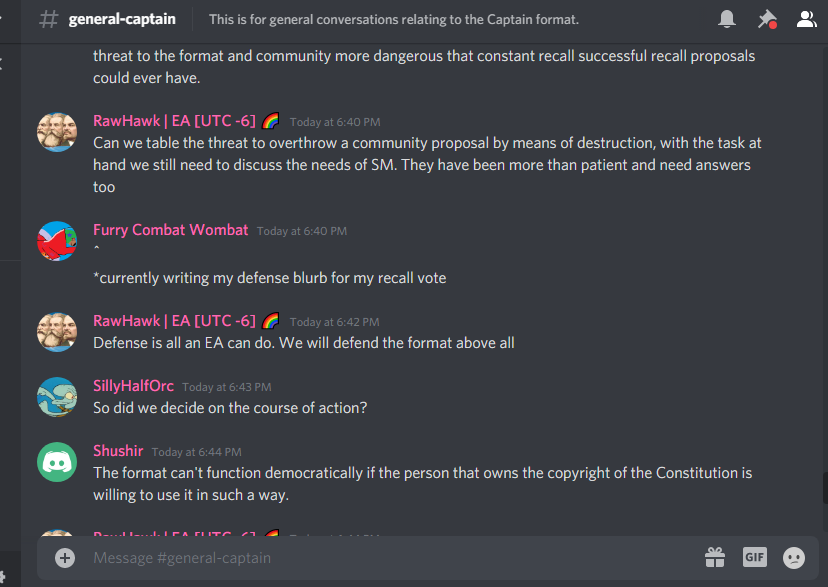 # general-captain This is for general conversations relating to the Captain format.
threat to the format and community more dangerous that constant recall successful recall proposals
could ever have.
RawHawk | EA [UTC -6] 🌈 Today at 6:40 PM
Can we table the threat to overthrow a community proposal by means of destruction, with the task at
hand we still need to discuss the needs of SM. They have been more than patient and need answers
too
Furry Combat Wombat Today at 6:40 PM
^
*currently writing my defense blurb for my recall vote
RawHawk | EA [UTC -6] 🌈 Today at 6:42 PM
Defense is all an EA can do. We will defend the format above all
SillyHalfOrc Today at 6:43 PM
So did we decide on the course of action?
Shushir Today at 6:44 PM
The format can't function democratically if the person that owns the copyright of the Constitution is
willing to use it in such a way.
RawHawk | EA [UTC -6]
Message #general-captain
GIF